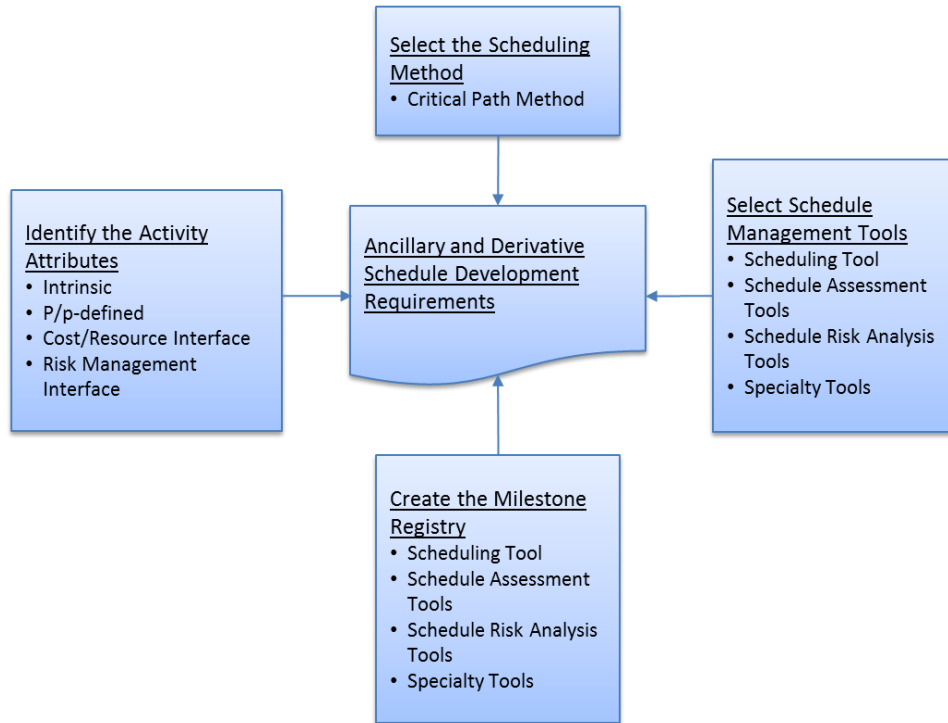 Select the Scheduling
Method
• Critical Path Method
Identify the Activity
Attributes
• Intrinsic
• P/p-defined
• Cost/Resource Interface
• Risk Management
Interface
Ancillary and Derivative
Schedule Development
Requirements
Select Schedule
Management Tools
• Scheduling Tool
• Schedule Assessment
Tools
• Schedule Risk Analysis
Tools
• Specialty Tools
Create the Milestone
Registry
• Scheduling Tool
• Schedule Assessment
Tools
• Schedule Risk Analysis
Tools
• Specialty Tools